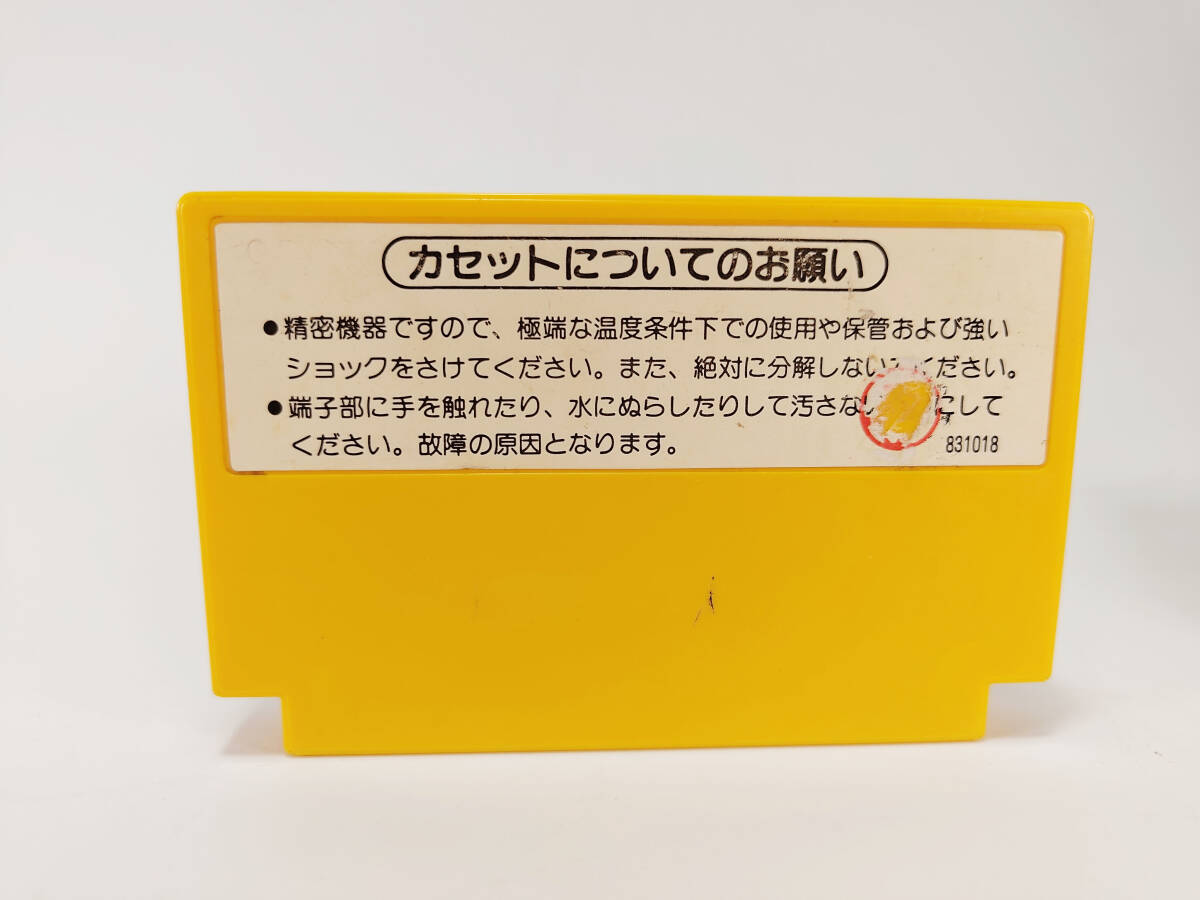 カセットについてのお願い
●精密機器ですので、極端な温度条件下での使用や保管および強い
ショックをさけてください。また、絶対に分解しないでください。
●端子部に手を触れたり、水にぬらしたりして汚さない にして
ください。故障の原因となります。
831018